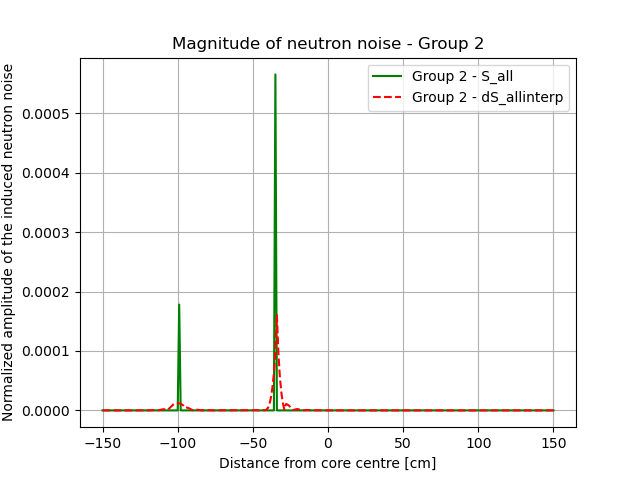 Magnitude of neutron noise - Group 2
Normalized amplitude of the induced neutron noise
Group 2 - S_all
Group 2 - dS_allinterp
0.0005
0.0004
0.0003
0.0002
0.0001
0.0000
−150 −100 −50 0 50 100 150
Distance from core centre [cm]